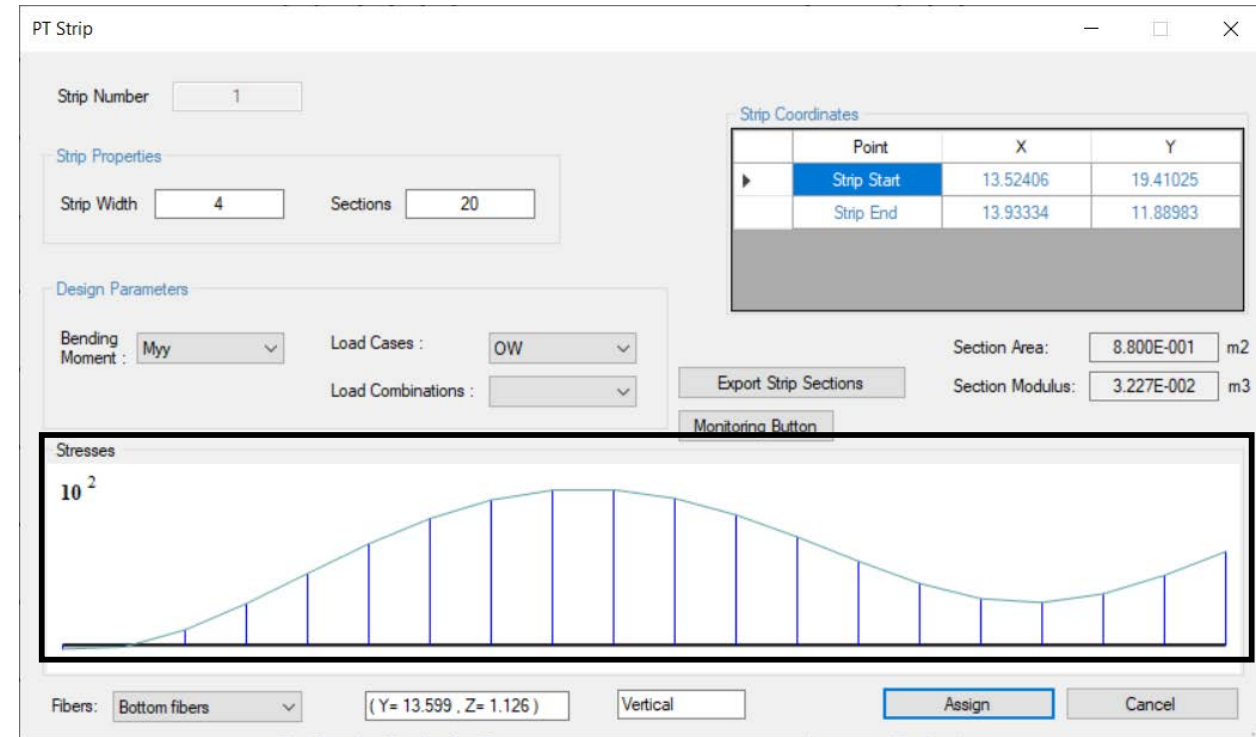 PT Strip
Strip Number 1
Strip Properties
Strip Width 4 Sections 20
Strip Coordinates
Point X Y
Strip Start 13.52406 19.41025
Strip End 13.93334 11.88983
Design Parameters
Bending Moment : Myy
Load Cases : OW
Load Combinations :
Export Strip Sections
Monitoring Button
Section Area: 8.800E-001 m2
Section Modulus: 3.227E-002 m3
Stresses
10 2
Fibers: Bottom fibers ( Y= 13.599 , Z= 1.126 ) Vertical Assign Cancel